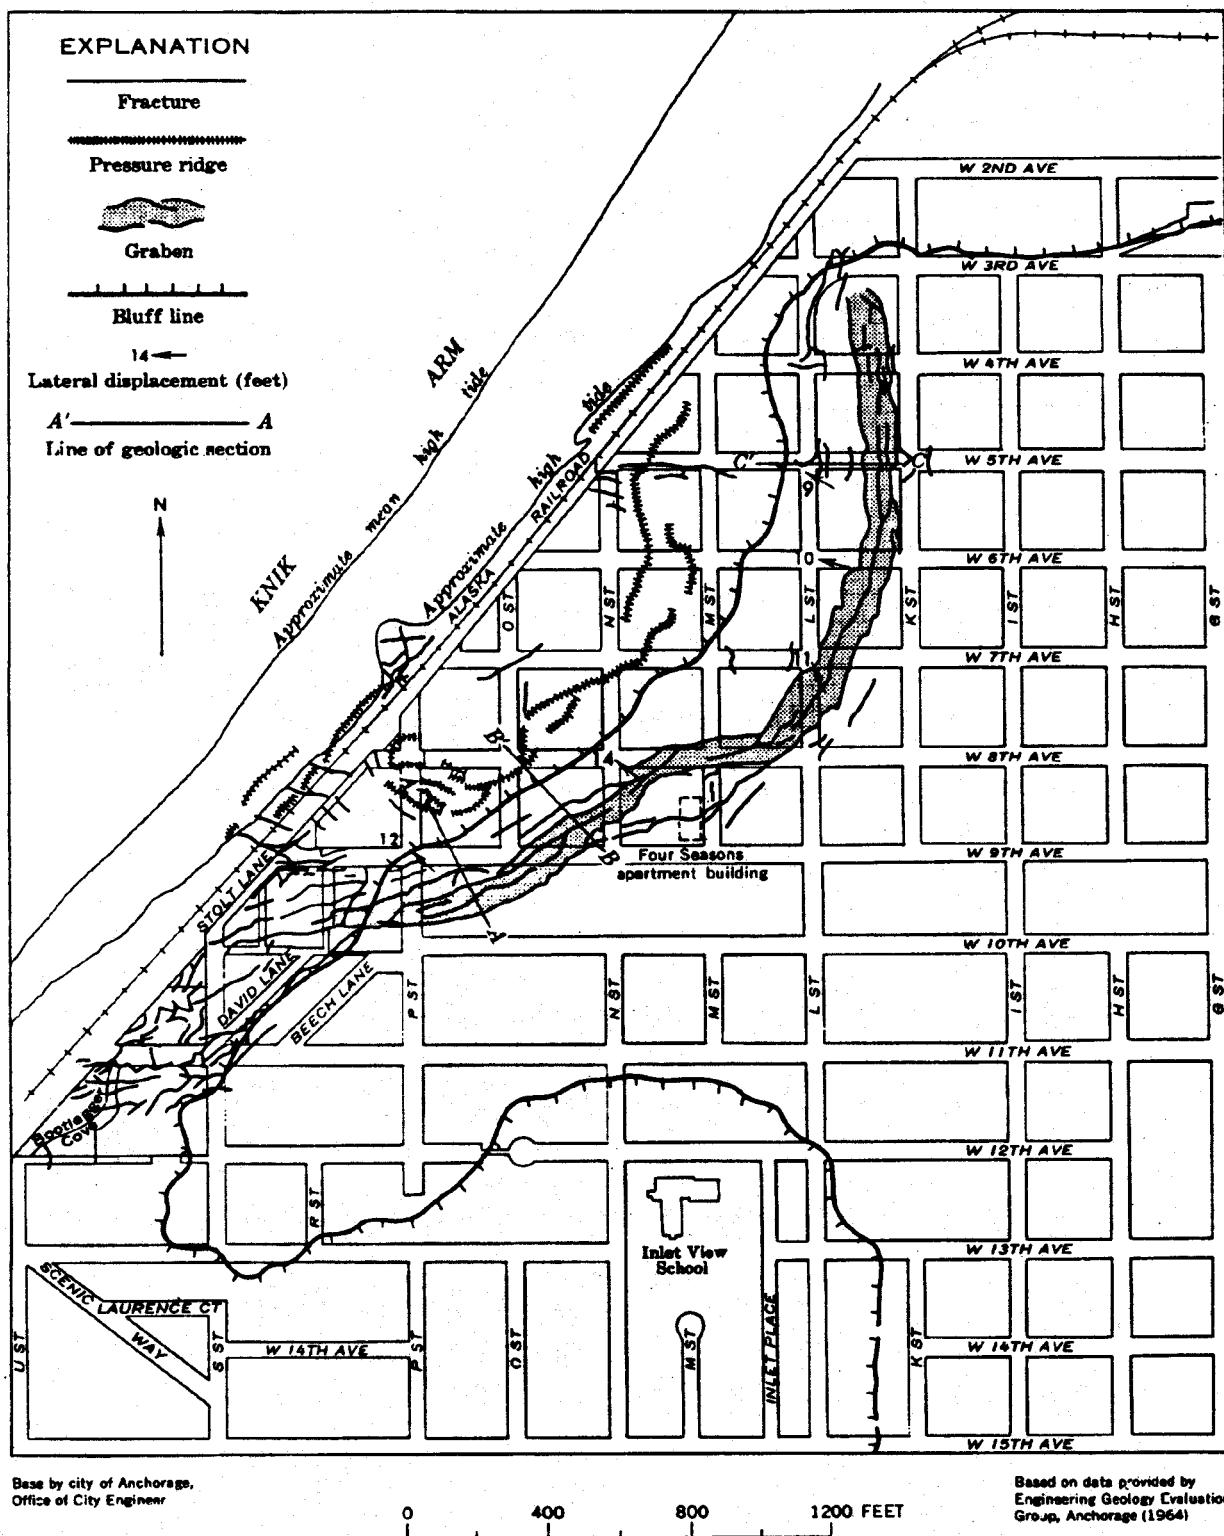 EXPLANATION
Fracture
Pressure ridge
Graben
Bluff line
14
Lateral displacement (feet)
A' A
Line of geologic section
N
KNIK ARM
Approximate mean high tide
Approximate high tide
ALASKA RAILROAD
W 2ND AVE
W 3RD AVE
W 4TH AVE
C' C
W 5TH AVE
9
10
W 6TH AVE
O ST
N ST
M ST
L ST
K ST
I ST
H ST
G ST
W 7TH AVE
11
B'
4
W 8TH AVE
12
B
Four Seasons
apartment building
W 9TH AVE
STOLT LANE
A
W 10TH AVE
DAVID LANE
BEECH LANE
P ST
N ST
M ST
L ST
I ST
H ST
G ST
W 11TH AVE
Bootlegger
Cove
W 12TH AVE
R ST
Inlet View
School
W 13TH AVE
SCENIC WAY
LAURENCE CT
U ST
S ST
W 14TH AVE
P ST
O ST
M ST
INLET PLACE
K ST
W 14TH AVE
W 15TH AVE
Base by city of Anchorage,
Office of City Engineer
Based on data provided by
Engineering Geology Evaluation
Group, Anchorage (1964)
0 400 800 1200 FEET